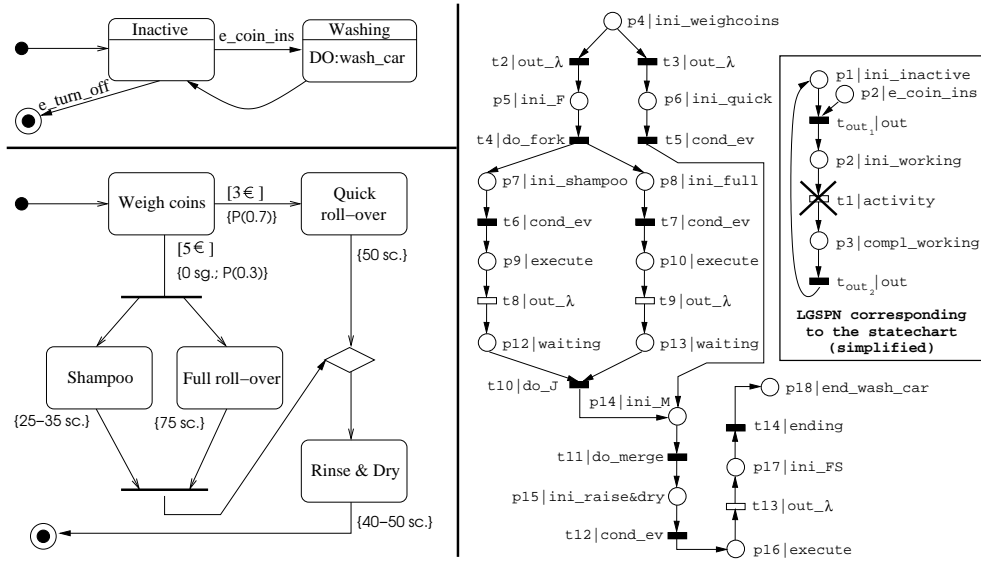 Inactive
Washing
e_coin_ins
DO:wash_car
e_turn_off
Weigh coins
[3€]
{P(0.7)}
Quick
roll–over
[5€]
{0 sg.; P(0.3)}
{50 sc.}
Shampoo
Full roll–over
{25–35 sc.}
{75 sc.}
Rinse & Dry
{40–50 sc.}
p4|ini_weighcoins
t2|out_λ
t3|out_λ
p5|ini_F
p6|ini_quick
t4|do_fork
t5|cond_ev
p7|ini_shampoo
p8|ini_full
t6|cond_ev
t7|cond_ev
p9|execute
p10|execute
t8|out_λ
t9|out_λ
p12|waiting
p13|waiting
t10|do_J
p14|ini_M
p18|end_wash_car
t14|ending
t11|do_merge
p17|ini_FS
p15|ini_raise&dry
t13|out_λ
t12|cond_ev
p16|execute
p1|ini_inactive
p2|e_coin_ins
tout1|out
p2|ini_working
t1|activity
p3|compl_working
tout2|out
LGSPN corresponding
to the statechart
(simplified)